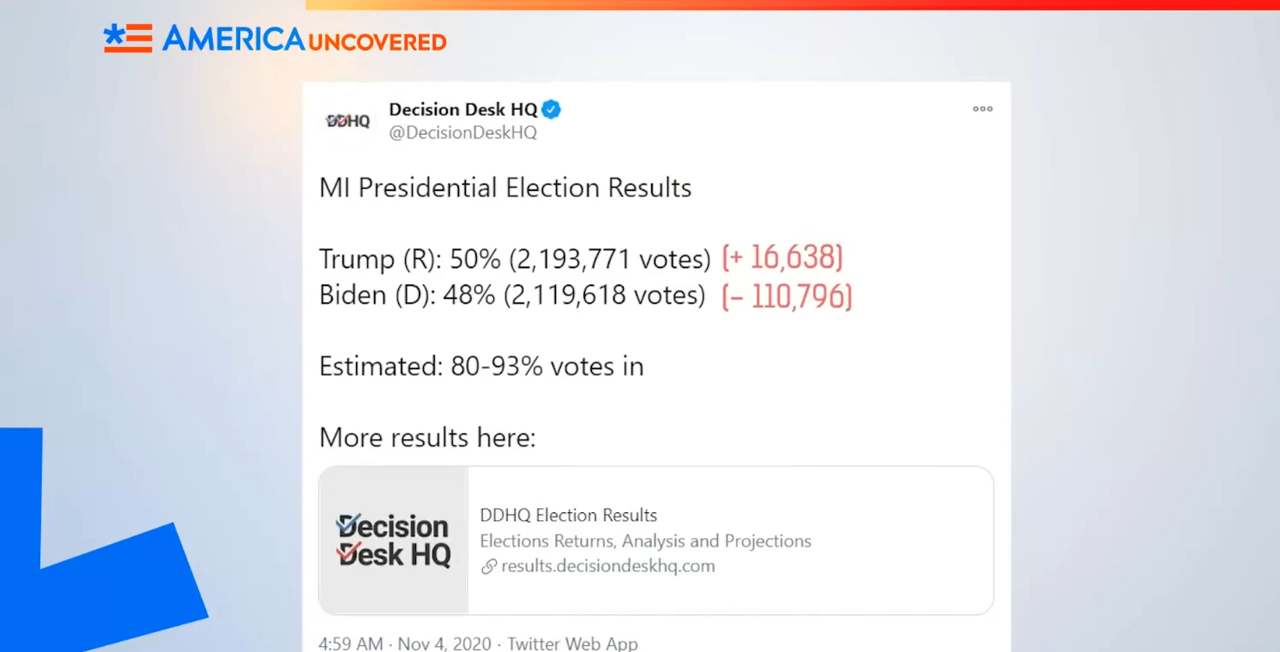 AMERICA UNCOVERED
DDHQ Decision Desk HQ
@DecisionDeskHQ
MI Presidential Election Results
Trump (R): 50% (2,193,771 votes) (+ 16,638)
Biden (D): 48% (2,119,618 votes) (− 110,796)
Estimated: 80-93% votes in
More results here:
Decision
Desk HQ
DDHQ Election Results
Elections Returns, Analysis and Projections
results.decisiondeskhq.com
4:59 AM · Nov 4, 2020 · Twitter Web App